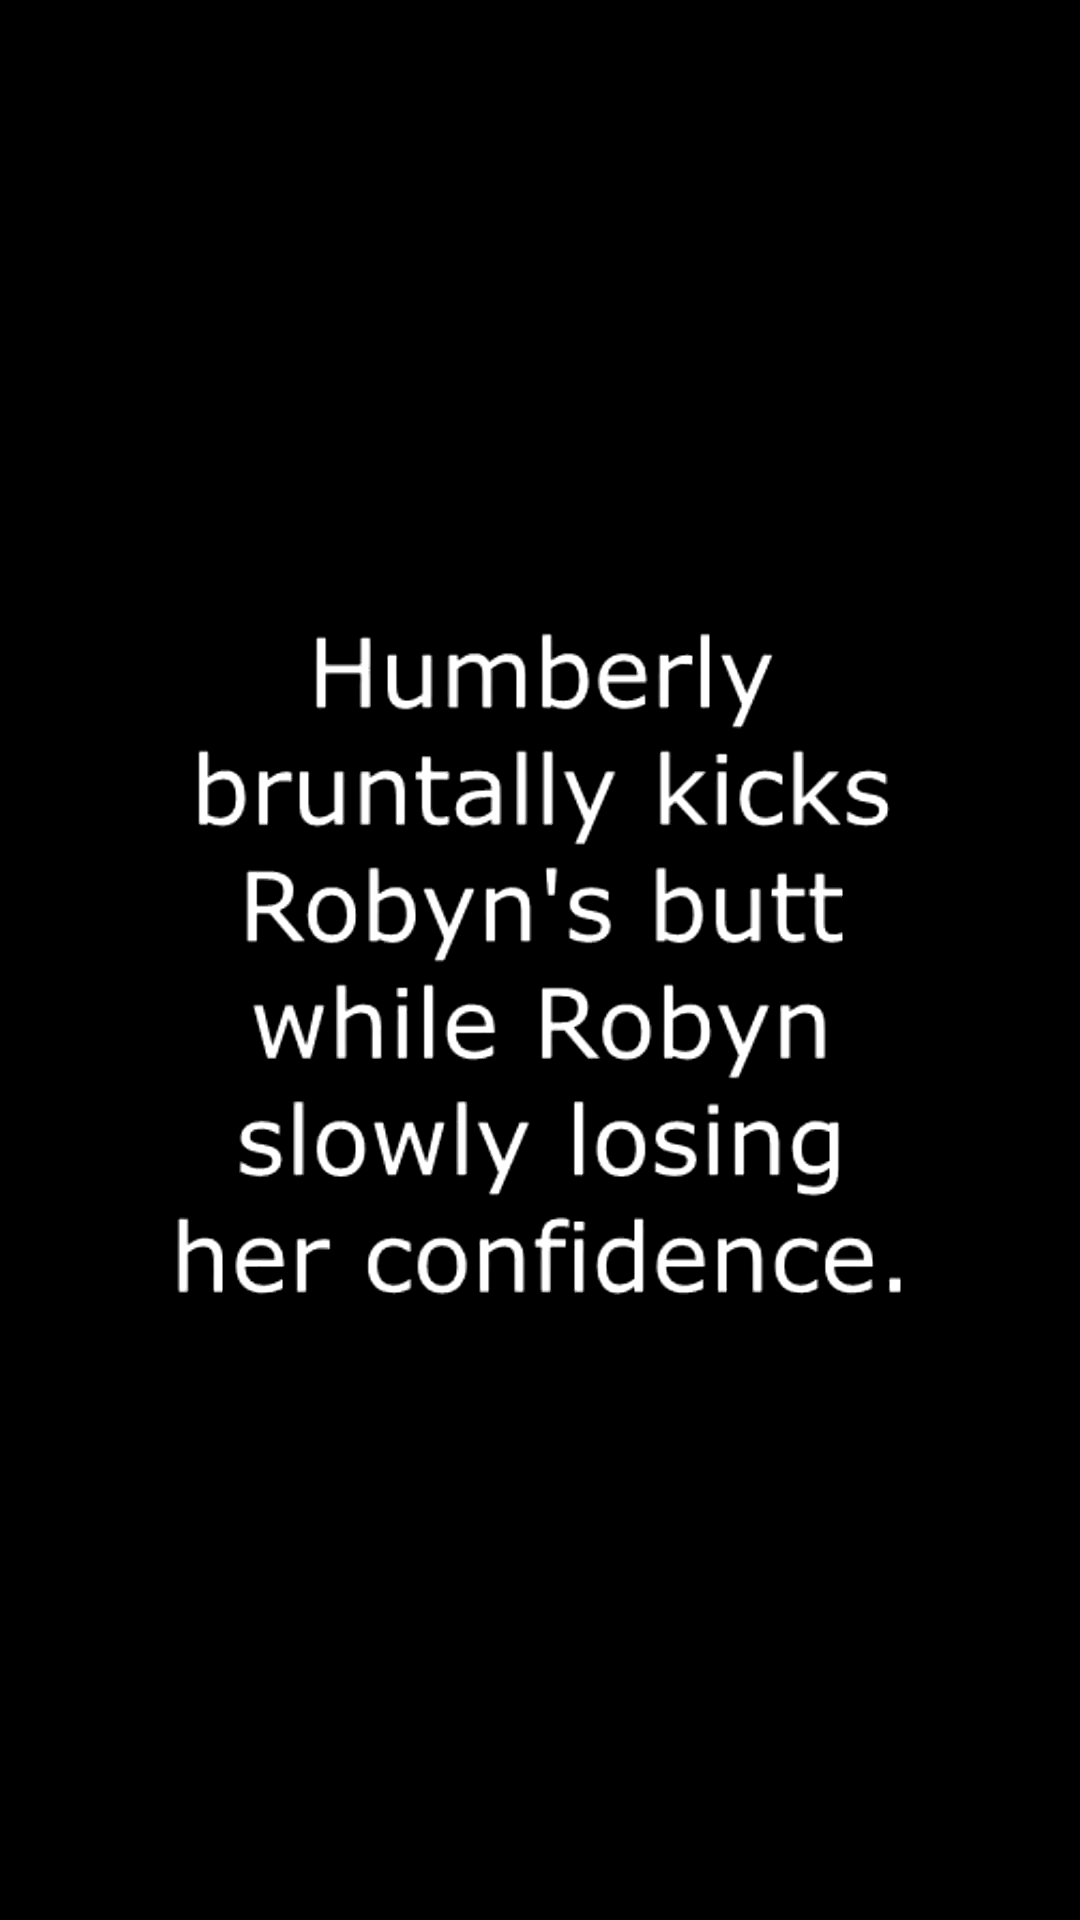 Humberly
bruntally kicks
Robyn's butt
while Robyn
slowly losing
her confidence.